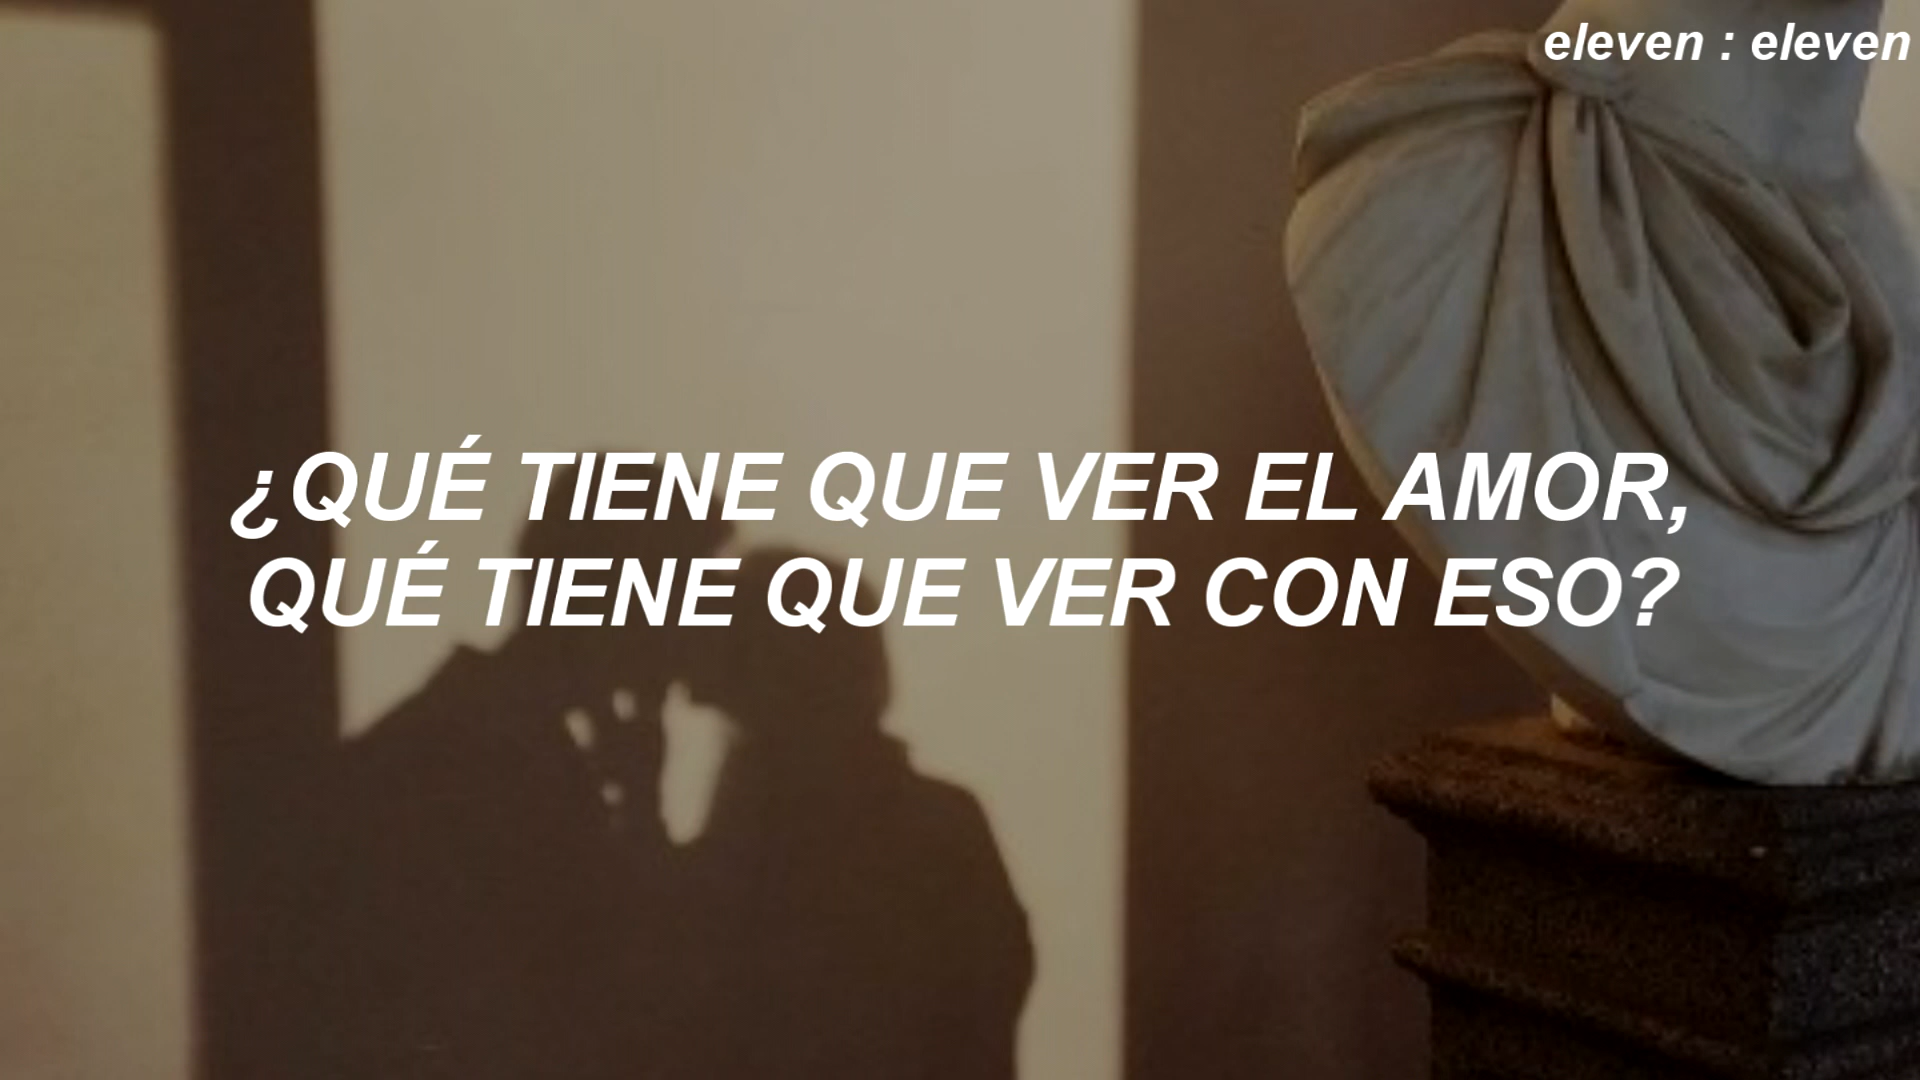 eleven : eleven
¿QUÉ TIENE QUE VER EL AMOR,
QUÉ TIENE QUE VER CON ESO?